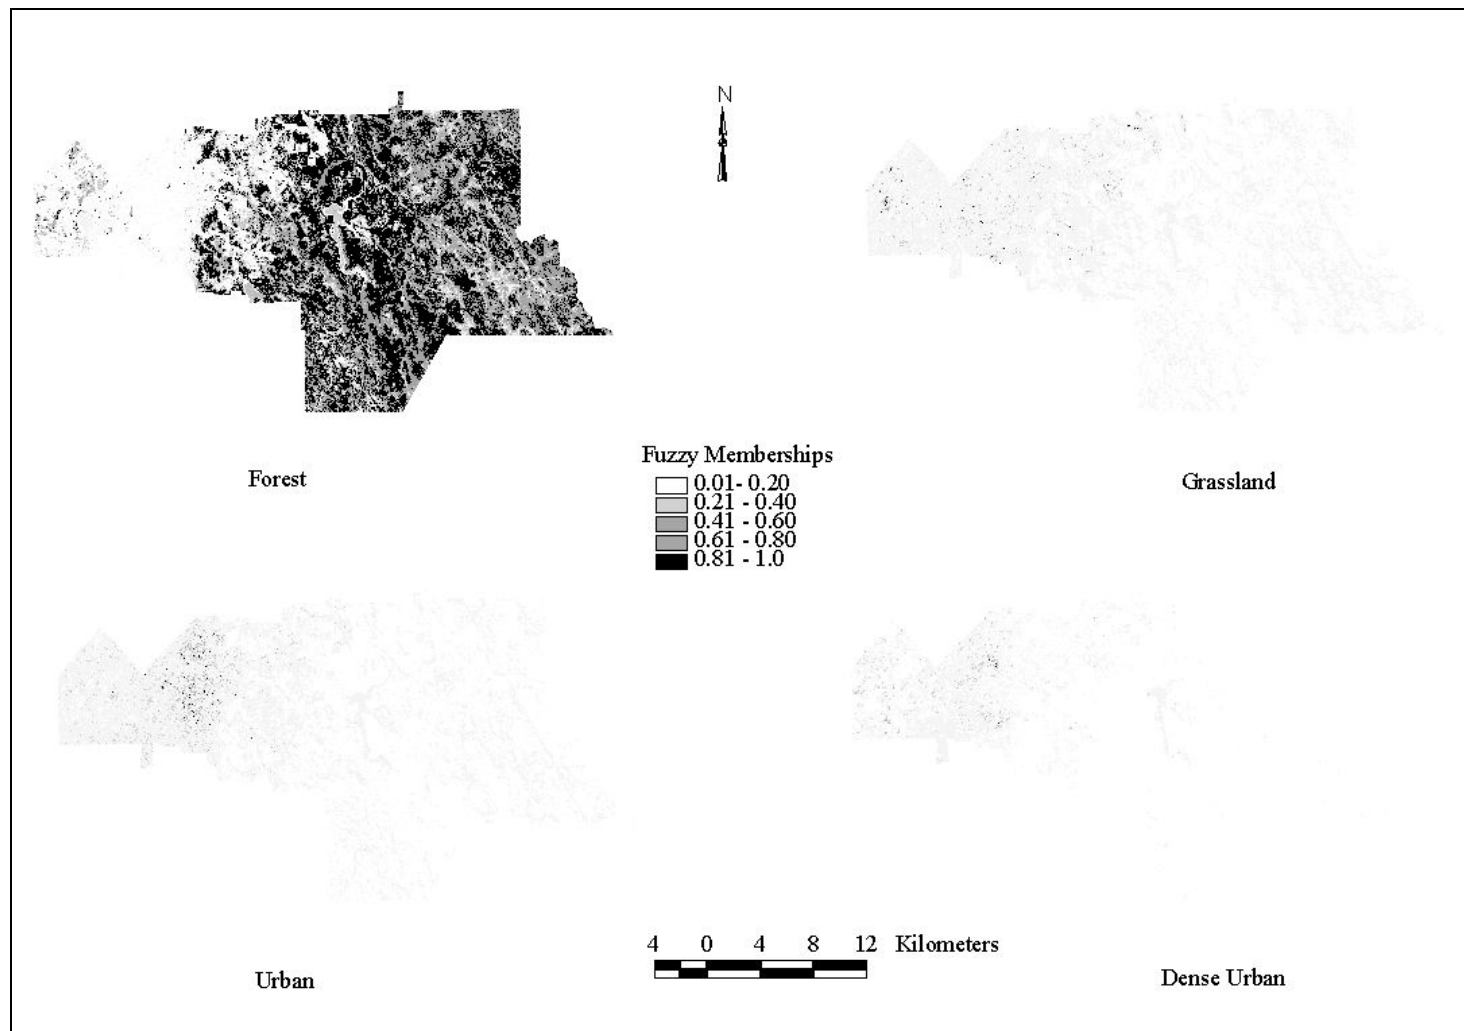 N
Forest
Grassland
Fuzzy Memberships
0.01- 0.20
0.21 - 0.40
0.41 - 0.60
0.61 - 0.80
0.81 - 1.0
4 0 4 8 12 Kilometers
Urban
Dense Urban